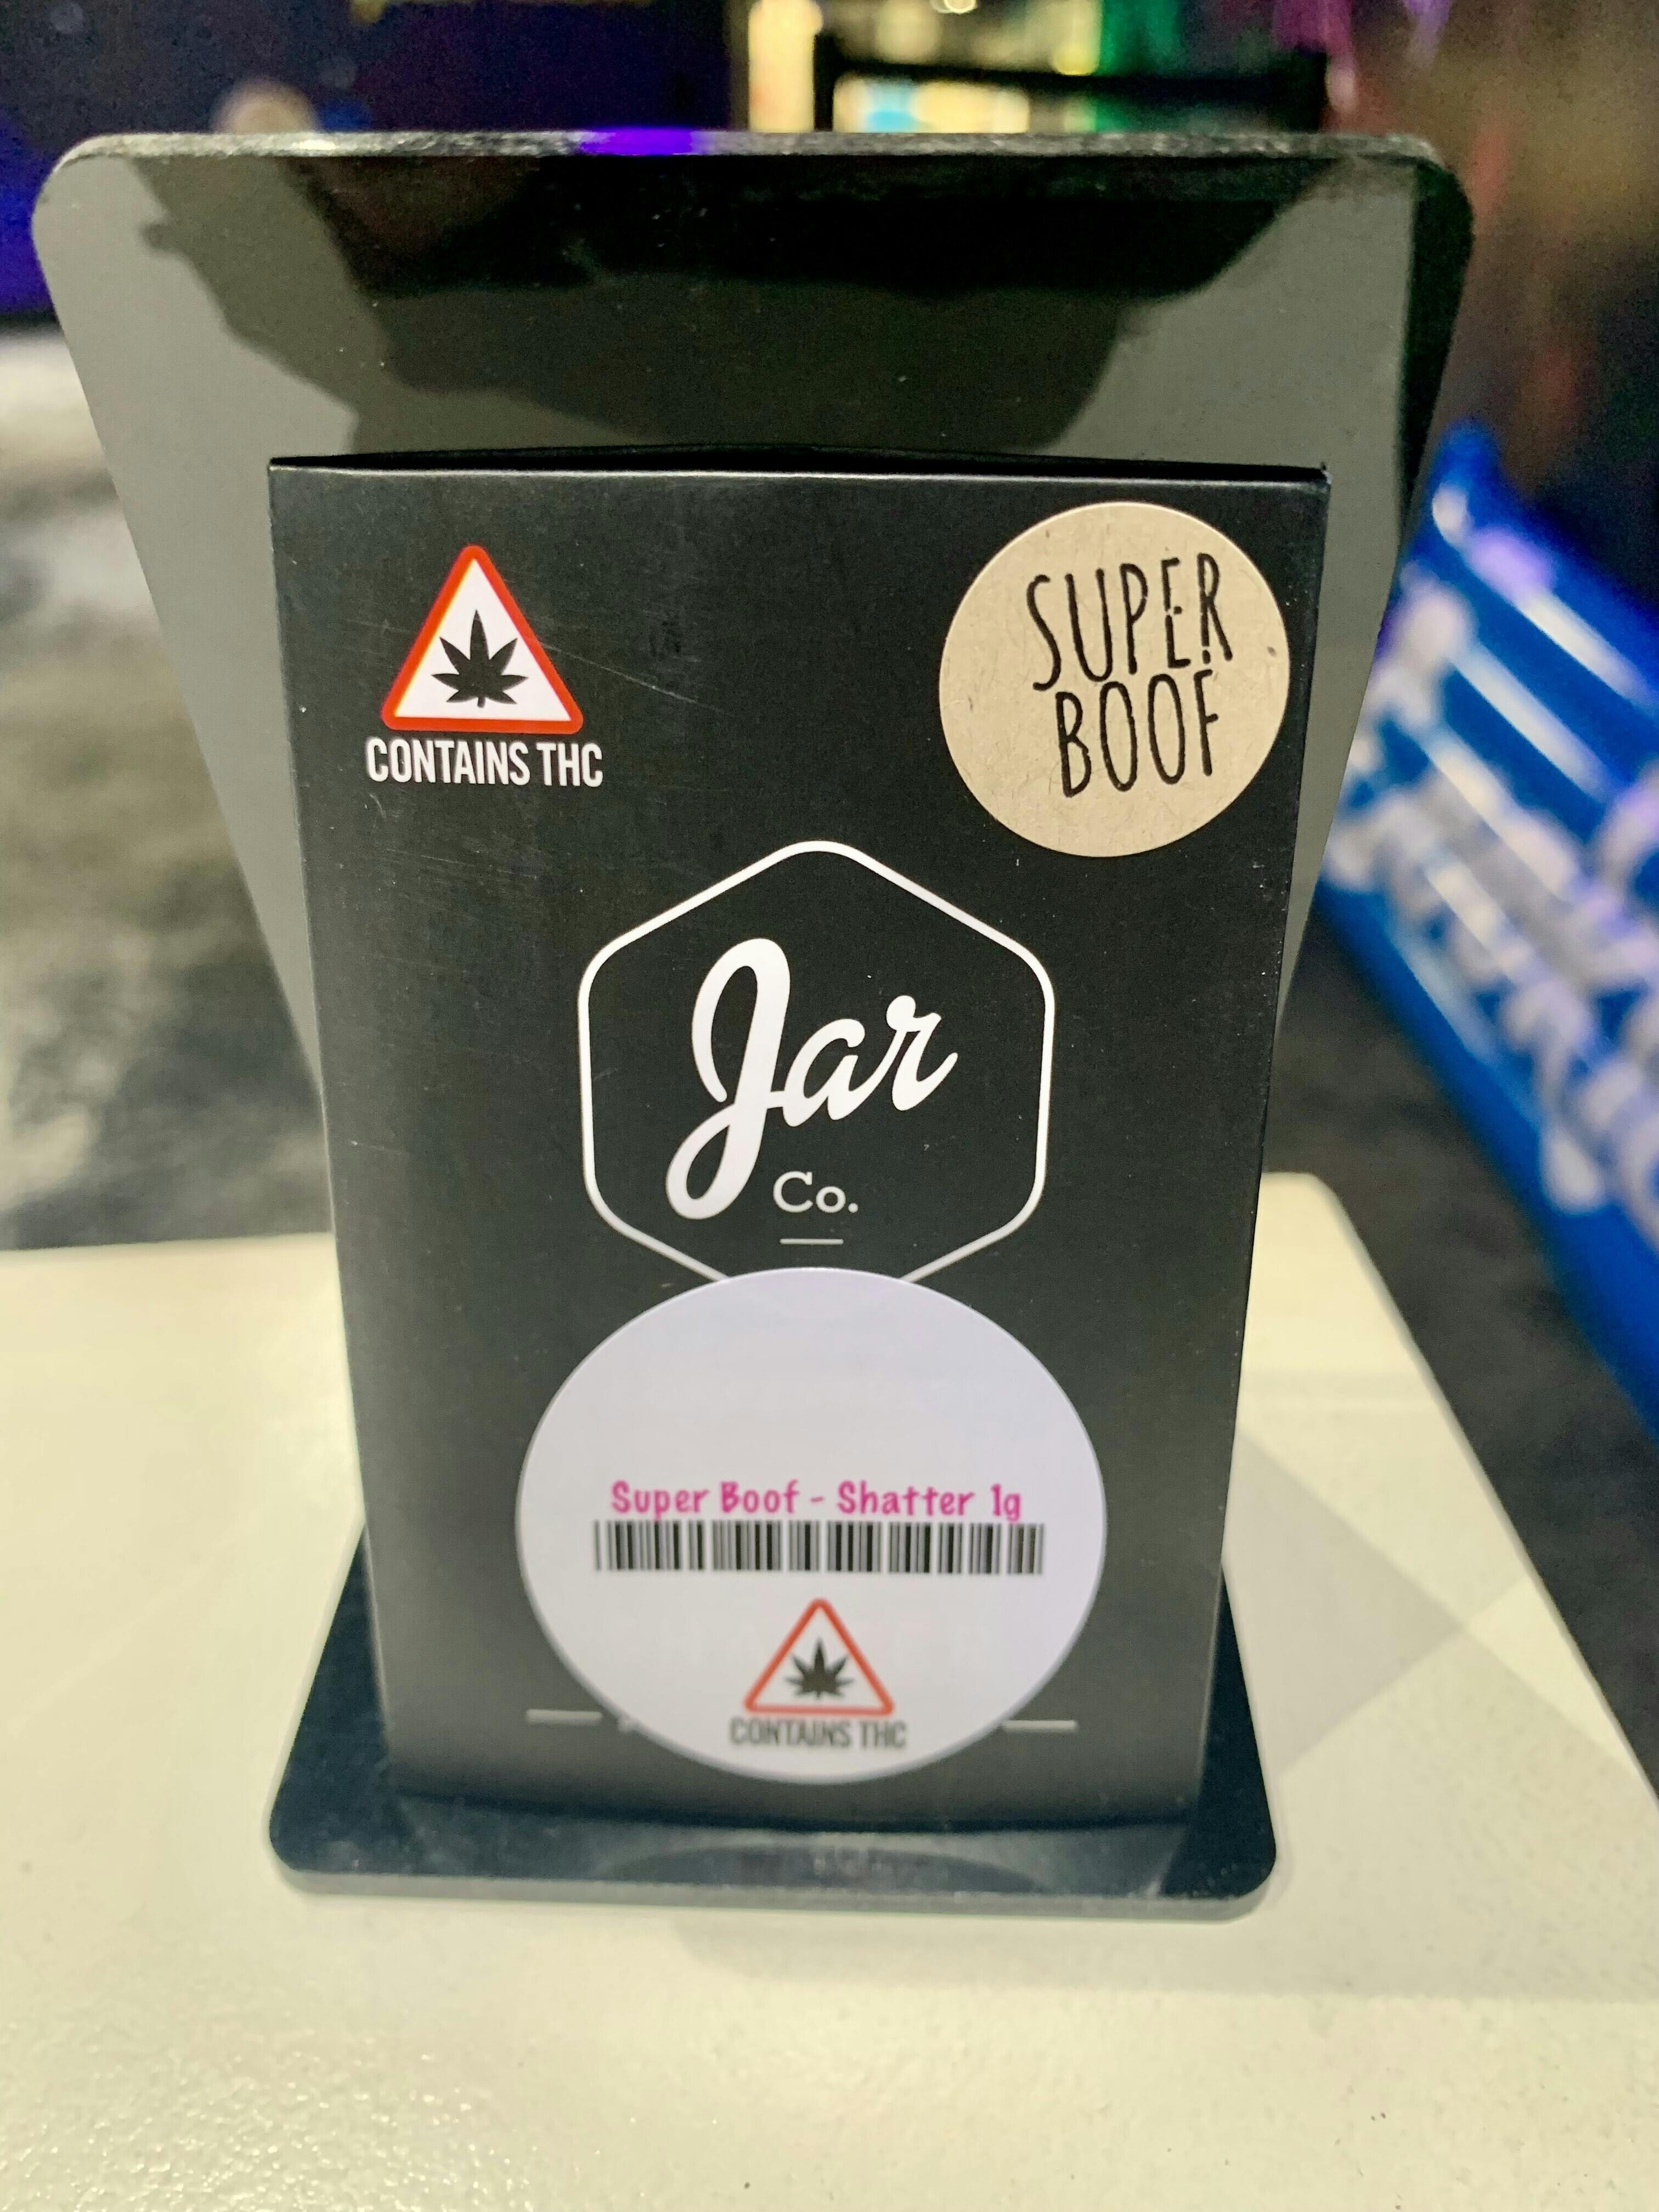 SUPER
BOOF
CONTAINS THC
Jar
Co.
Super Boof - Shatter 1g
CONTAINS THC